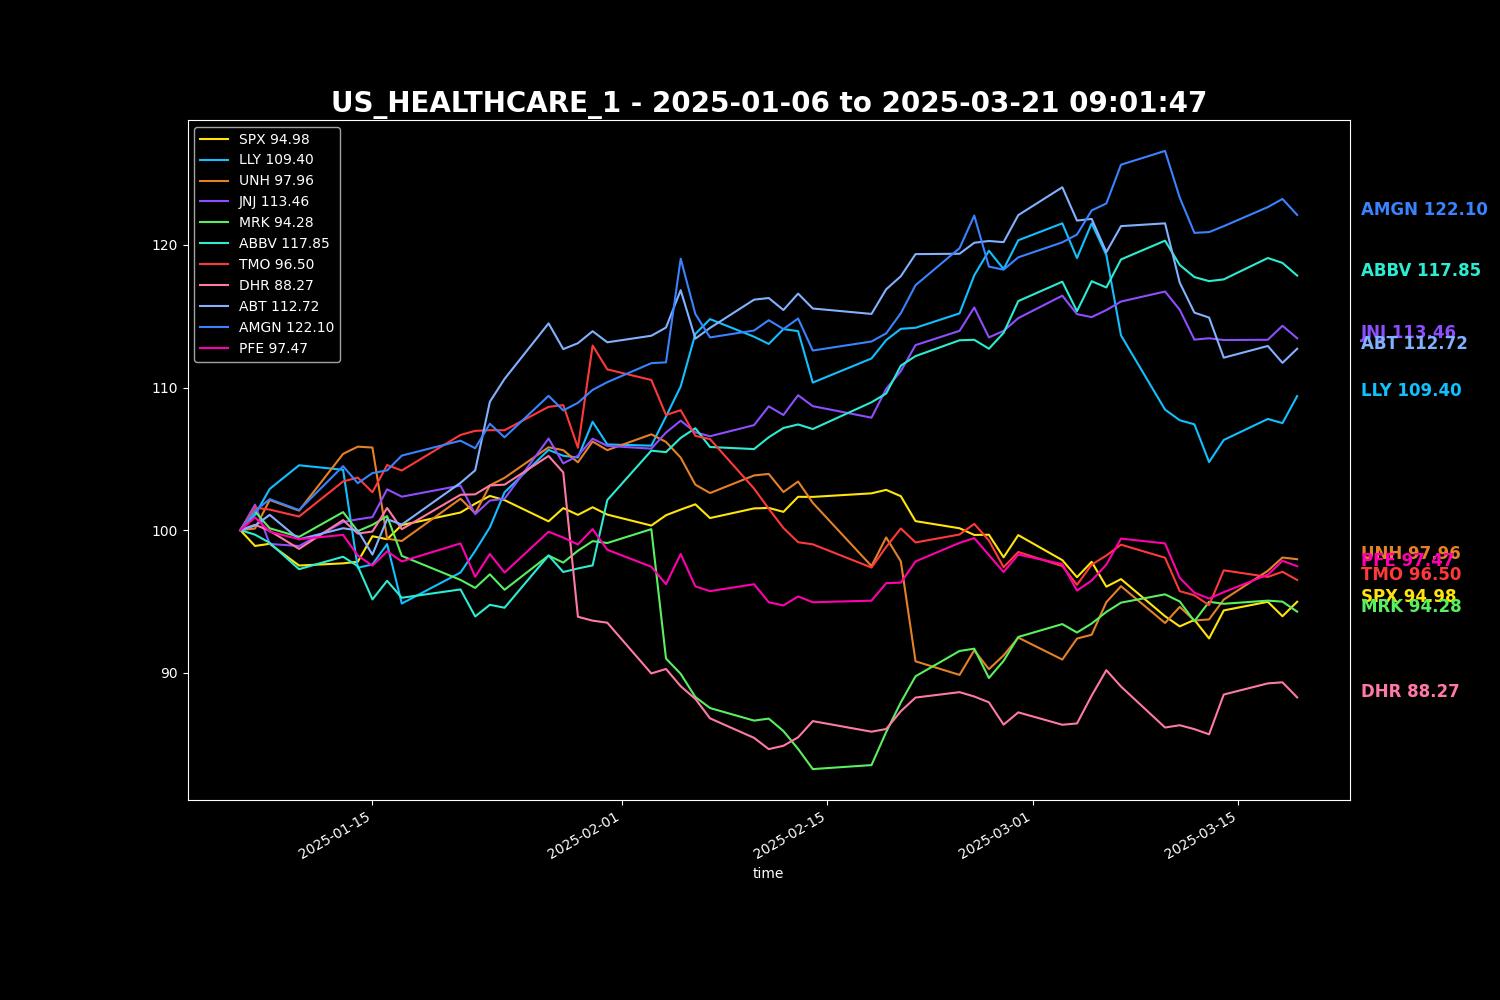 US_HEALTHCARE_1 - 2025-01-06 to 2025-03-21 09:01:47
SPX 94.98
LLY 109.40
UNH 97.96
JNJ 113.46
MRK 94.28
ABBV 117.85
TMO 96.50
DHR 88.27
ABT 112.72
AMGN 122.10
PFE 97.47
120
110
100
90
AMGN 122.10
ABBV 117.85
JNJ 113.46
ABT 112.72
LLY 109.40
UNH 97.96
PFE 97.47
TMO 96.50
SPX 94.98
MRK 94.28
DHR 88.27
2025-01-15
2025-02-01
2025-02-15
2025-03-01
2025-03-15
time